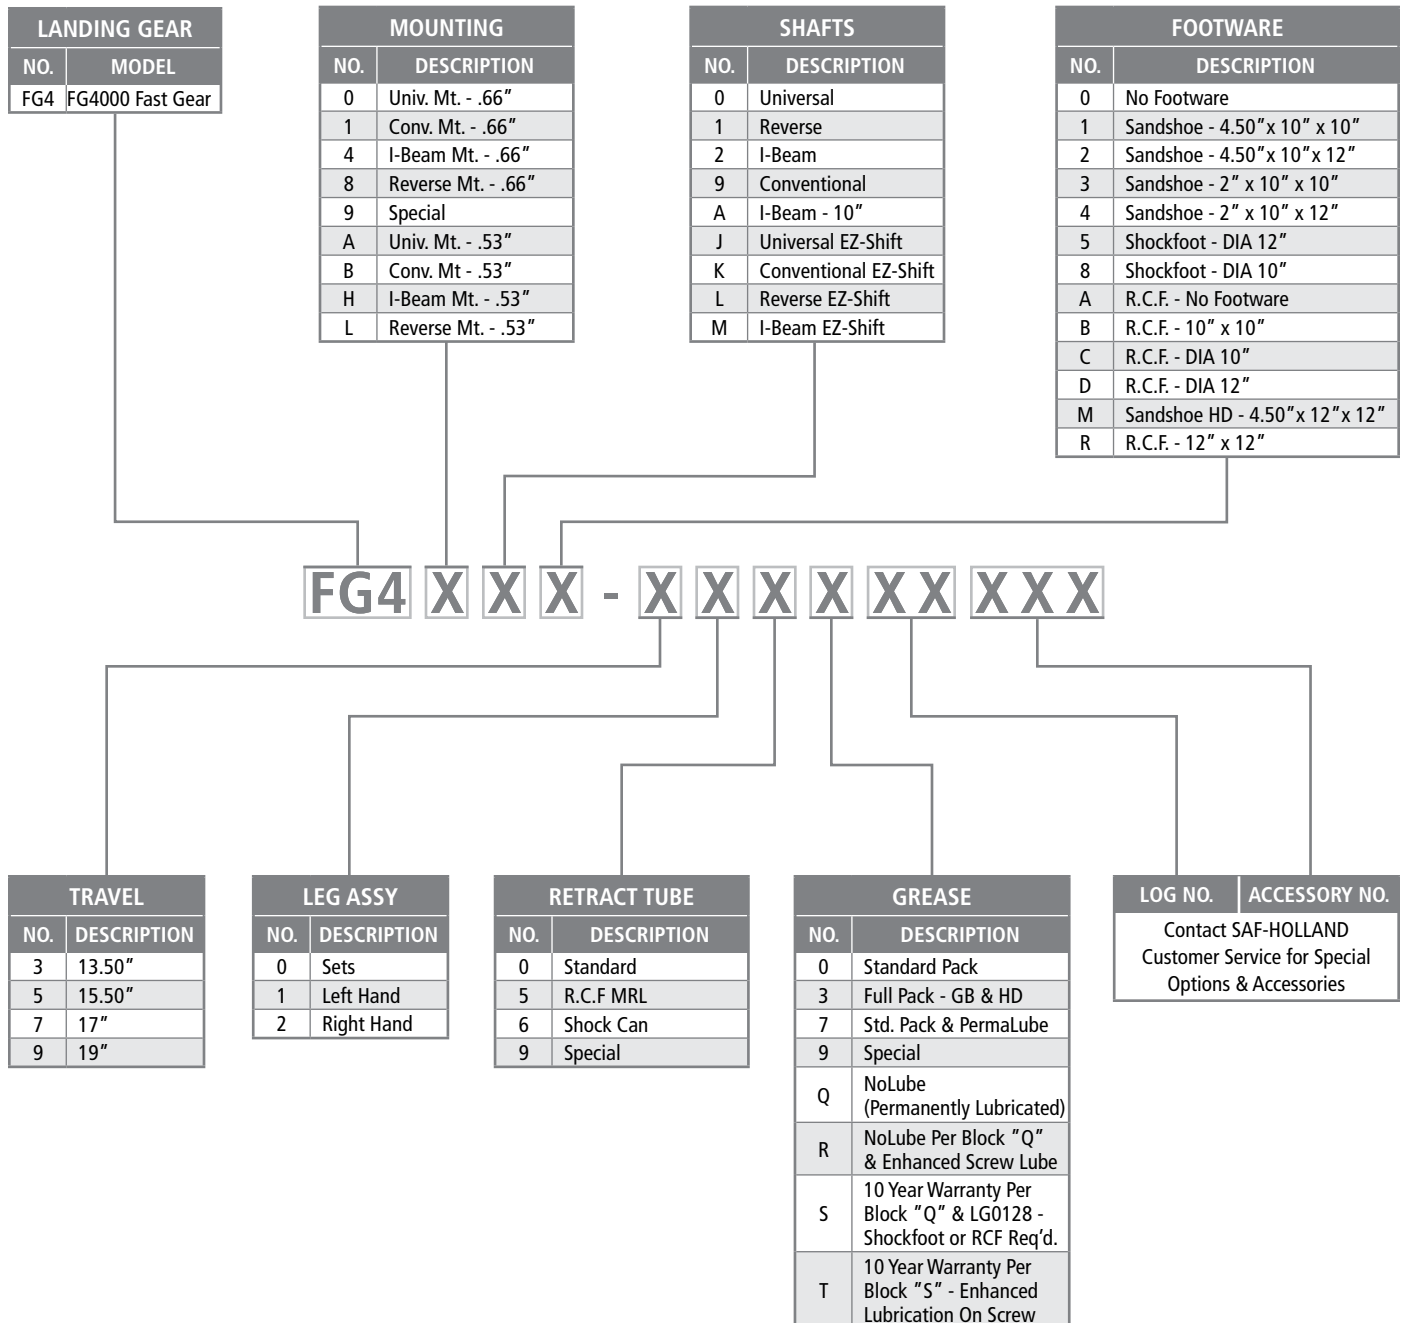 LANDING GEAR
NO. MODEL
FG4 FG4000 Fast Gear
MOUNTING
NO. DESCRIPTION
0 Univ. Mt. - .66"
1 Conv. Mt. - .66"
4 I-Beam Mt. - .66"
8 Reverse Mt. - .66"
9 Special
A Univ. Mt. - .53"
B Conv. Mt - .53"
H I-Beam Mt. - .53"
L Reverse Mt. - .53"
SHAFTS
NO. DESCRIPTION
0 Universal
1 Reverse
2 I-Beam
9 Conventional
A I-Beam - 10"
J Universal EZ-Shift
K Conventional EZ-Shift
L Reverse EZ-Shift
M I-Beam EZ-Shift
FOOTWARE
NO. DESCRIPTION
0 No Footware
1 Sandshoe - 4.50"x 10" x 10"
2 Sandshoe - 4.50"x 10"x 12"
3 Sandshoe - 2" x 10" x 10"
4 Sandshoe - 2" x 10" x 12"
5 Shockfoot - DIA 12"
8 Shockfoot - DIA 10"
A R.C.F. - No Footware
B R.C.F. - 10" x 10"
C R.C.F. - DIA 10"
D R.C.F. - DIA 12"
M Sandshoe HD - 4.50"x 12"x 12"
R R.C.F. - 12" x 12"
FG4 X X X - X X X X X X X X X
TRAVEL
NO. DESCRIPTION
3 13.50"
5 15.50"
7 17"
9 19"
LEG ASSY
NO. DESCRIPTION
0 Sets
1 Left Hand
2 Right Hand
RETRACT TUBE
NO. DESCRIPTION
0 Standard
5 R.C.F MRL
6 Shock Can
9 Special
GREASE
NO. DESCRIPTION
0 Standard Pack
3 Full Pack - GB & HD
7 Std. Pack & PermaLube
9 Special
Q NoLube
(Permanently Lubricated)
R NoLube Per Block "Q"
& Enhanced Screw Lube
S 10 Year Warranty Per
Block "Q" & LG0128 -
Shockfoot or RCF Req'd.
T 10 Year Warranty Per
Block "S" - Enhanced
Lubrication On Screw
LOG NO. ACCESSORY NO.
Contact SAF-HOLLAND
Customer Service for Special
Options & Accessories